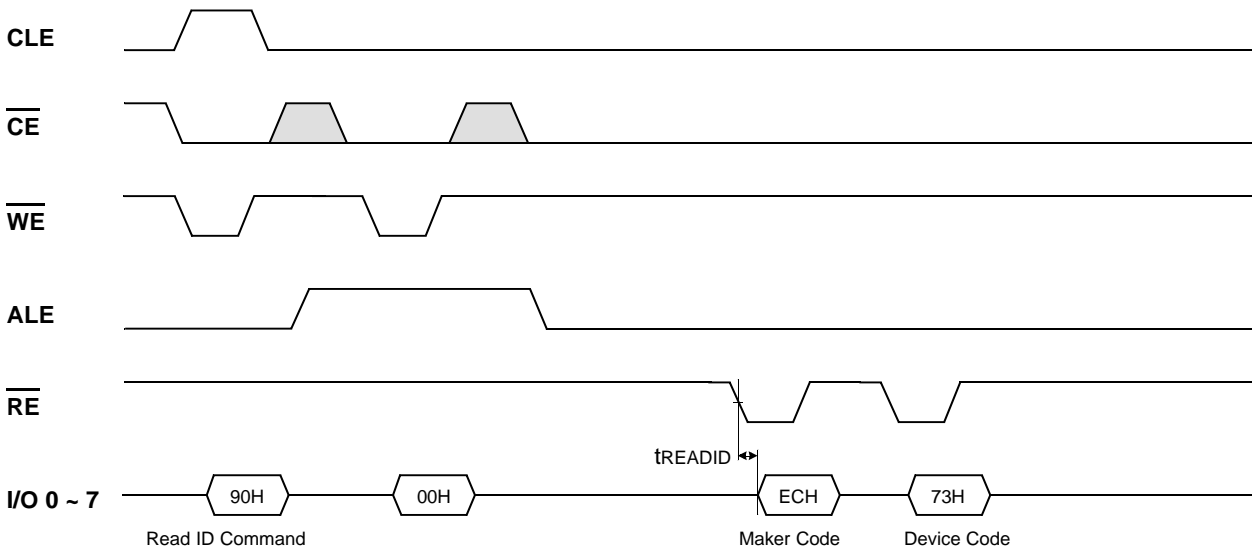 CLE
CE
WE
ALE
RE
tREADID
I/O 0 ~ 7 90H 00H ECH 73H
Read ID Command Maker Code Device Code